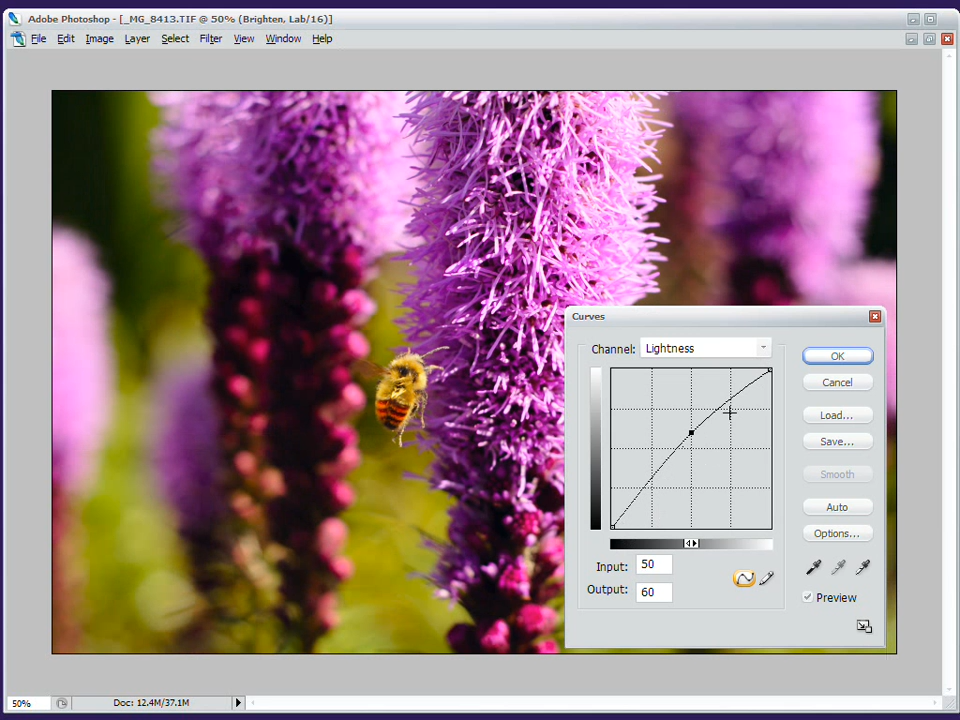 Adobe Photoshop - [_MG_8413.TIF @ 50% (Brighten, Lab/16)]
File Edit Image Layer Select Filter View Window Help
Curves
Channel: Lightness
OK
Cancel
Load...
Save...
Smooth
Auto
Options...
Input: 50
Output: 60
Preview
50% Doc: 12.4M/37.1M